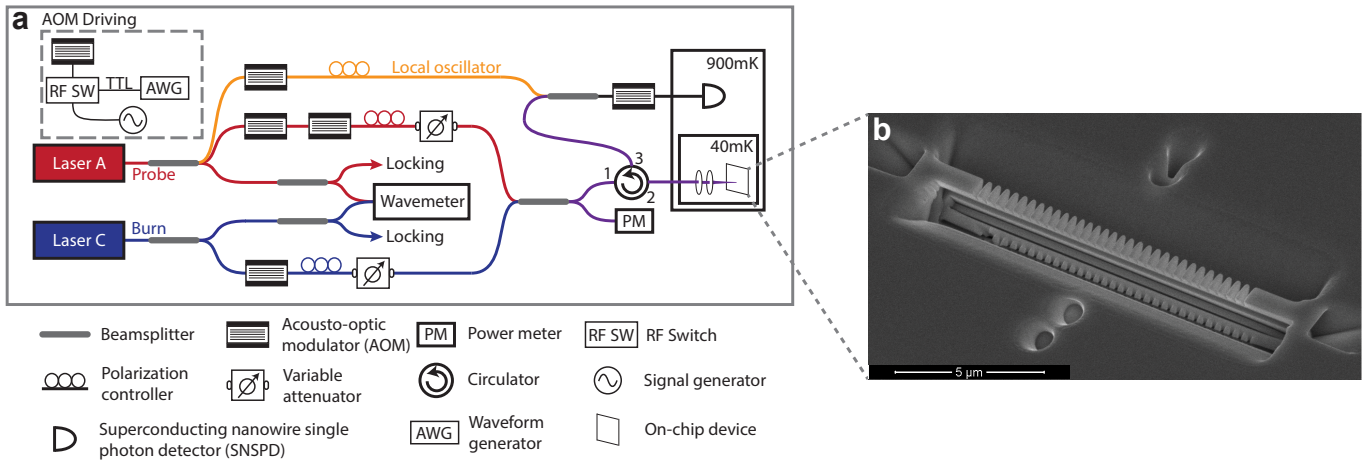 a
AOM Driving
RF SW
TTL
AWG
Laser A
Probe
Laser C
Burn
Local oscillator
Locking
Wavemeter
Locking
1
3
2
PM
900mK
40mK
b
5 µm
Beamsplitter
Acousto-optic
modulator (AOM)
PM
Power meter
RF SW
RF Switch
Polarization
controller
Variable
attenuator
Circulator
Signal generator
Superconducting nanowire single
photon detector (SNSPD)
AWG
Waveform
generator
On-chip device